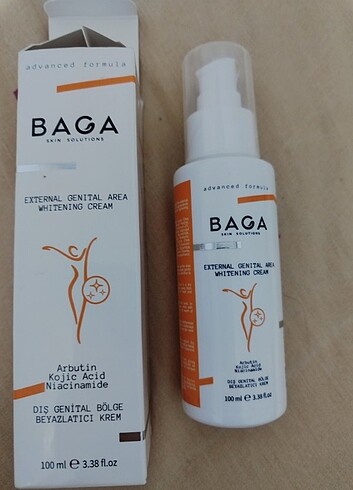 advanced formula
BAGA
SKIN SOLUTIONS
EXTERNAL GENITAL AREA
WHITENING CREAM
Arbutin
Kojic Acid
Niacinamide
DIŞ GENİTAL BÖLGE
BEYAZLATICI KREM
100 ml ℮ 3.38 fl.oz
advanced formula
BAGA
SKIN SOLUTIONS
EXTERNAL GENITAL AREA
WHITENING CREAM
Arbutin
Kojic Acid
Niacinamide
DIŞ GENİTAL BÖLGE
BEYAZLATICI KREM
100 ml ℮ 3.38 fl.oz